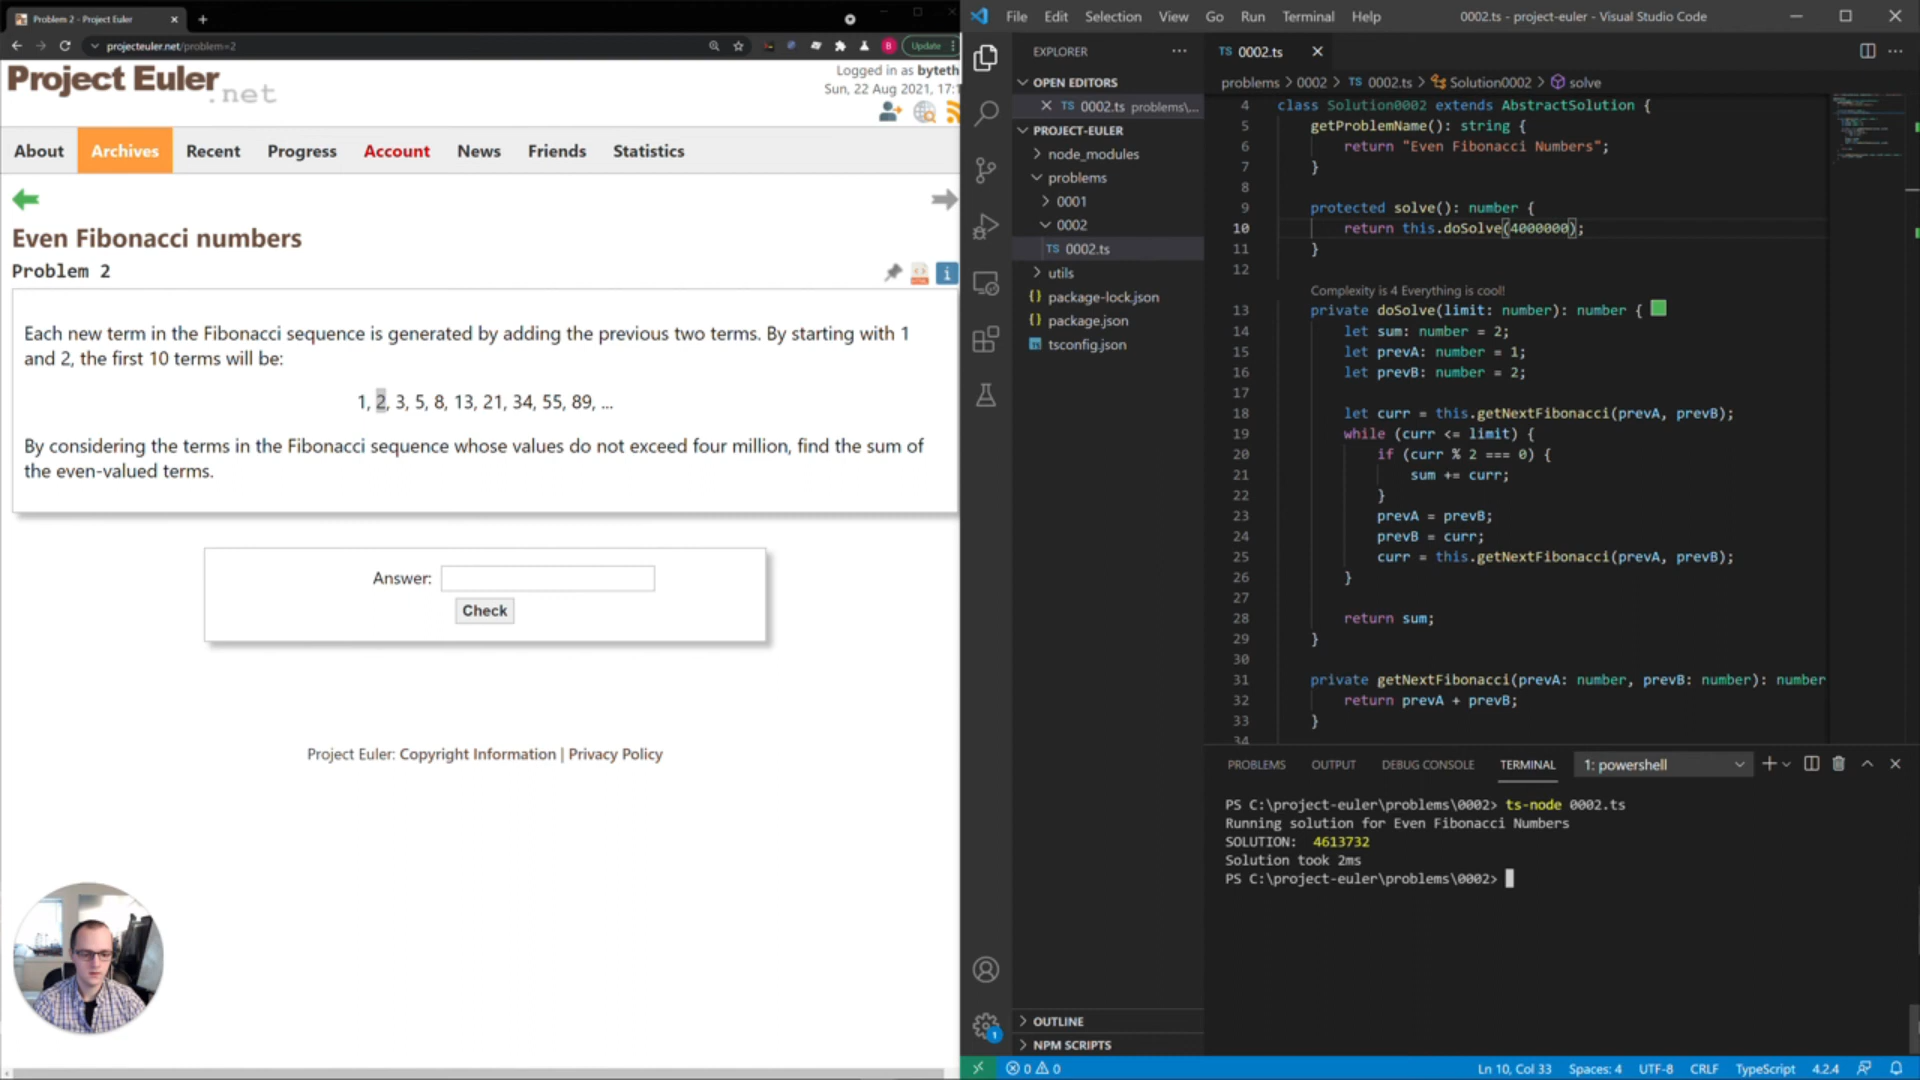 Problem 2 - Project Euler
projecteuler.net/problem=2
B
Update
Project Euler
.net
Logged in as byteth
Sun, 22 Aug 2021, 17:1
About Archives Recent Progress Account News Friends Statistics
Even Fibonacci numbers
Problem 2
Each new term in the Fibonacci sequence is generated by adding the previous two terms. By starting with 1
and 2, the first 10 terms will be:
1, 2, 3, 5, 8, 13, 21, 34, 55, 89, ...
By considering the terms in the Fibonacci sequence whose values do not exceed four million, find the sum of
the even-valued terms.
Answer:
Check
Project Euler: Copyright Information | Privacy Policy
File Edit Selection View Go Run Terminal Help
0002.ts - project-euler - Visual Studio Code
EXPLORER
OPEN EDITORS
TS 0002.ts problems\...
PROJECT-EULER
node_modules
problems
0001
0002
TS 0002.ts
utils
{} package-lock.json
{} package.json
tsconfig.json
OUTLINE
NPM SCRIPTS
1
TS 0002.ts
problems > 0002 > TS 0002.ts > Solution0002 > solve
4 class Solution0002 extends AbstractSolution {
5 getProblemName(): string {
6 return "Even Fibonacci Numbers";
7 }
8
9 protected solve(): number {
10 return this.doSolve(4000000);
11 }
12
Complexity is 4 Everything is cool!
13 private doSolve(limit: number): number {
14 let sum: number = 2;
15 let prevA: number = 1;
16 let prevB: number = 2;
17
18 let curr = this.getNextFibonacci(prevA, prevB);
19 while (curr <= limit) {
20 if (curr % 2 === 0) {
21 sum += curr;
22 }
23 prevA = prevB;
24 prevB = curr;
25 curr = this.getNextFibonacci(prevA, prevB);
26 }
27
28 return sum;
29 }
30
31 private getNextFibonacci(prevA: number, prevB: number): number
32 return prevA + prevB;
33 }
34
PROBLEMS OUTPUT DEBUG CONSOLE TERMINAL 1: powershell
PS C:\project-euler\problems\0002> ts-node 0002.ts
Running solution for Even Fibonacci Numbers
SOLUTION: 4613732
Solution took 2ms
PS C:\project-euler\problems\0002>
0 0
Ln 10, Col 33 Spaces: 4 UTF-8 CRLF TypeScript 4.2.4